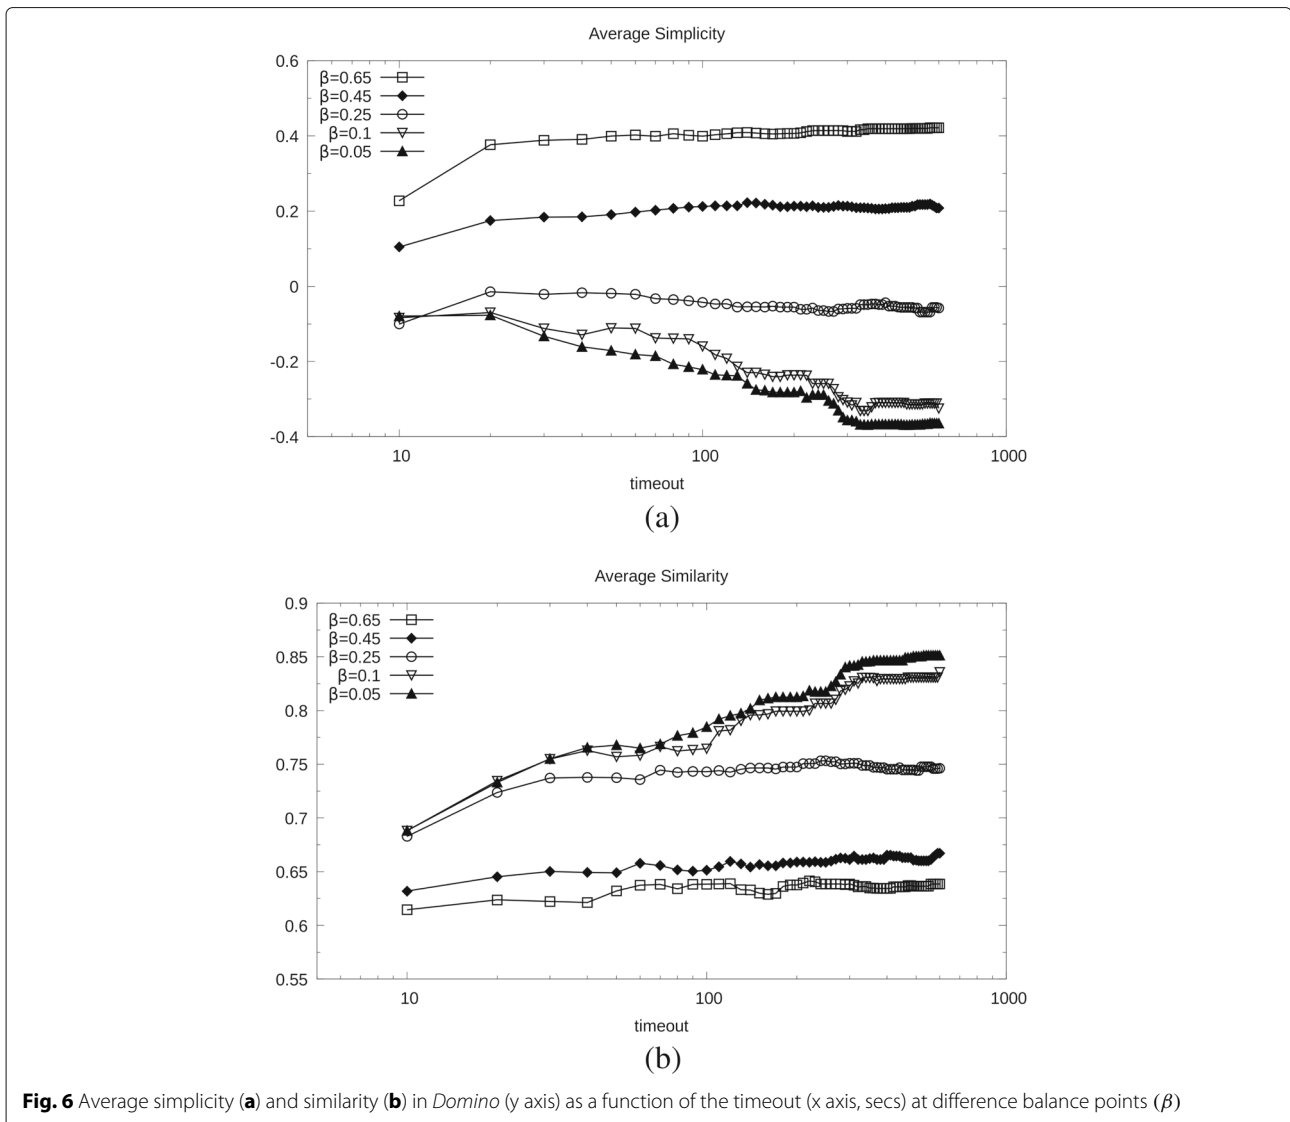 Average Simplicity
0.6
0.4
0.2
0
-0.2
-0.4
β=0.65
β=0.45
β=0.25
β=0.1
β=0.05
10 100 1000
timeout
(a)
Average Similarity
0.9
0.85
0.8
0.75
0.7
0.65
0.6
0.55
β=0.65
β=0.45
β=0.25
β=0.1
β=0.05
10 100 1000
timeout
(b)
Fig. 6 Average simplicity (a) and similarity (b) in Domino (y axis) as a function of the timeout (x axis, secs) at difference balance points (β)